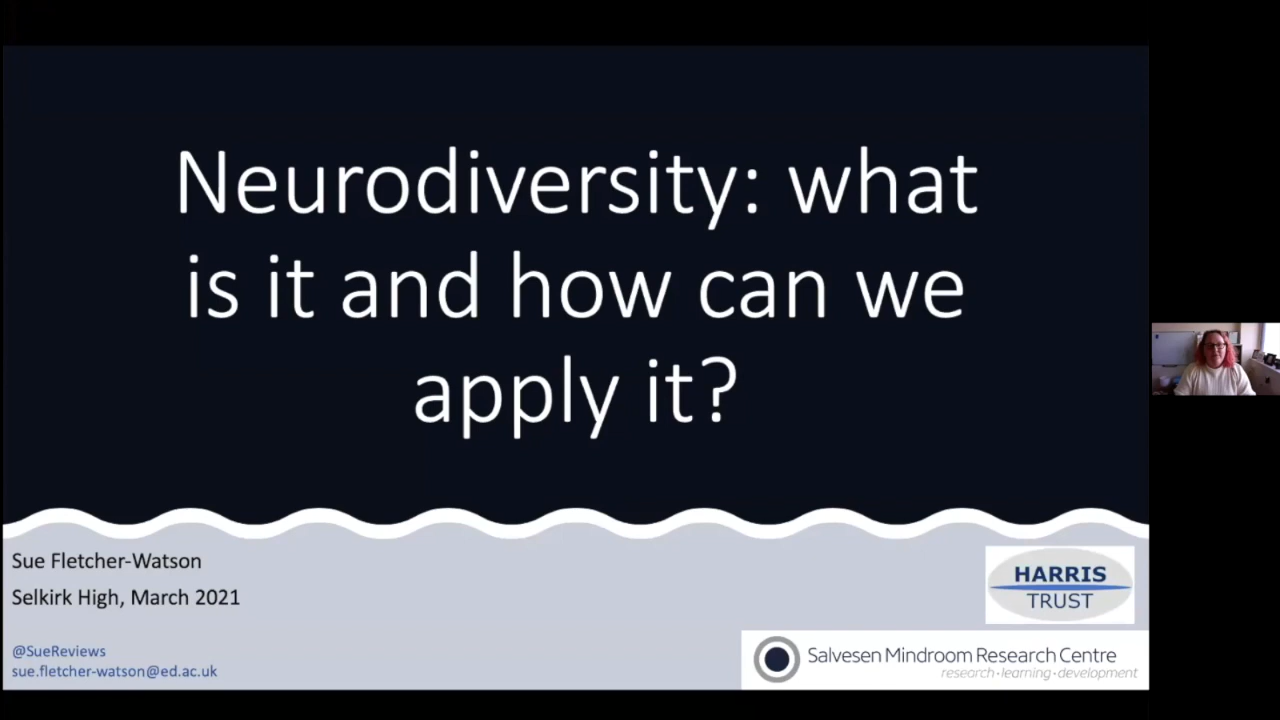 Neurodiversity: what
is it and how can we
apply it?
Sue Fletcher-Watson
Selkirk High, March 2021
@SueReviews
sue.fletcher-watson@ed.ac.uk
HARRIS
TRUST
Salvesen Mindroom Research Centre
research·learning·development